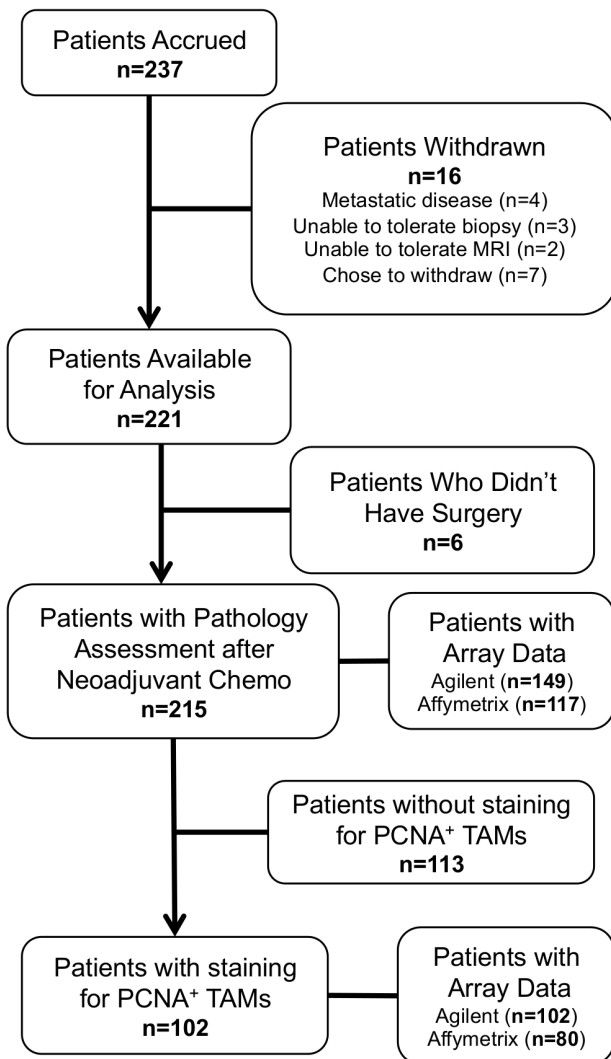 Patients Accrued
n=237
Patients Withdrawn
n=16
Metastatic disease (n=4)
Unable to tolerate biopsy (n=3)
Unable to tolerate MRI (n=2)
Chose to withdraw (n=7)
Patients Available
for Analysis
n=221
Patients Who Didn’t
Have Surgery
n=6
Patients with Pathology
Assessment after
Neoadjuvant Chemo
n=215
Patients with
Array Data
Agilent (n=149)
Affymetrix (n=117)
Patients without staining
for PCNA⁺ TAMs
n=113
Patients with staining
for PCNA⁺ TAMs
n=102
Patients with
Array Data
Agilent (n=102)
Affymetrix (n=80)